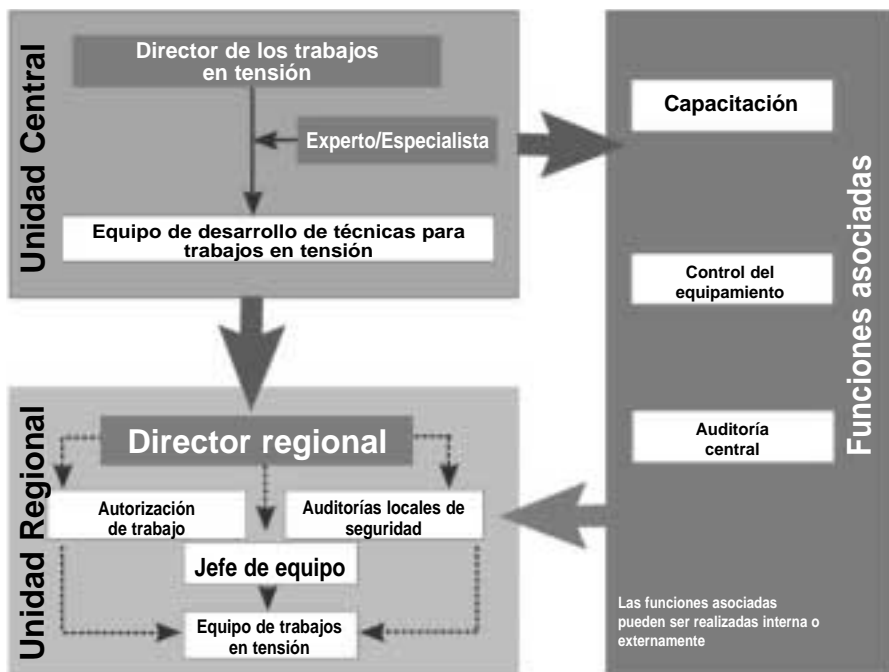 Unidad Central
Director de los trabajos
en tensión
Experto/Especialista
Equipo de desarrollo de técnicas para
trabajos en tensión
Unidad Regional
Director regional
Autorización
de trabajo
Auditorías locales de
seguridad
Jefe de equipo
Equipo de trabajos
en tensión
Funciones asociadas
Capacitación
Control del
equipamiento
Auditoría
central
Las funciones asociadas
pueden ser realizadas interna o
externamente